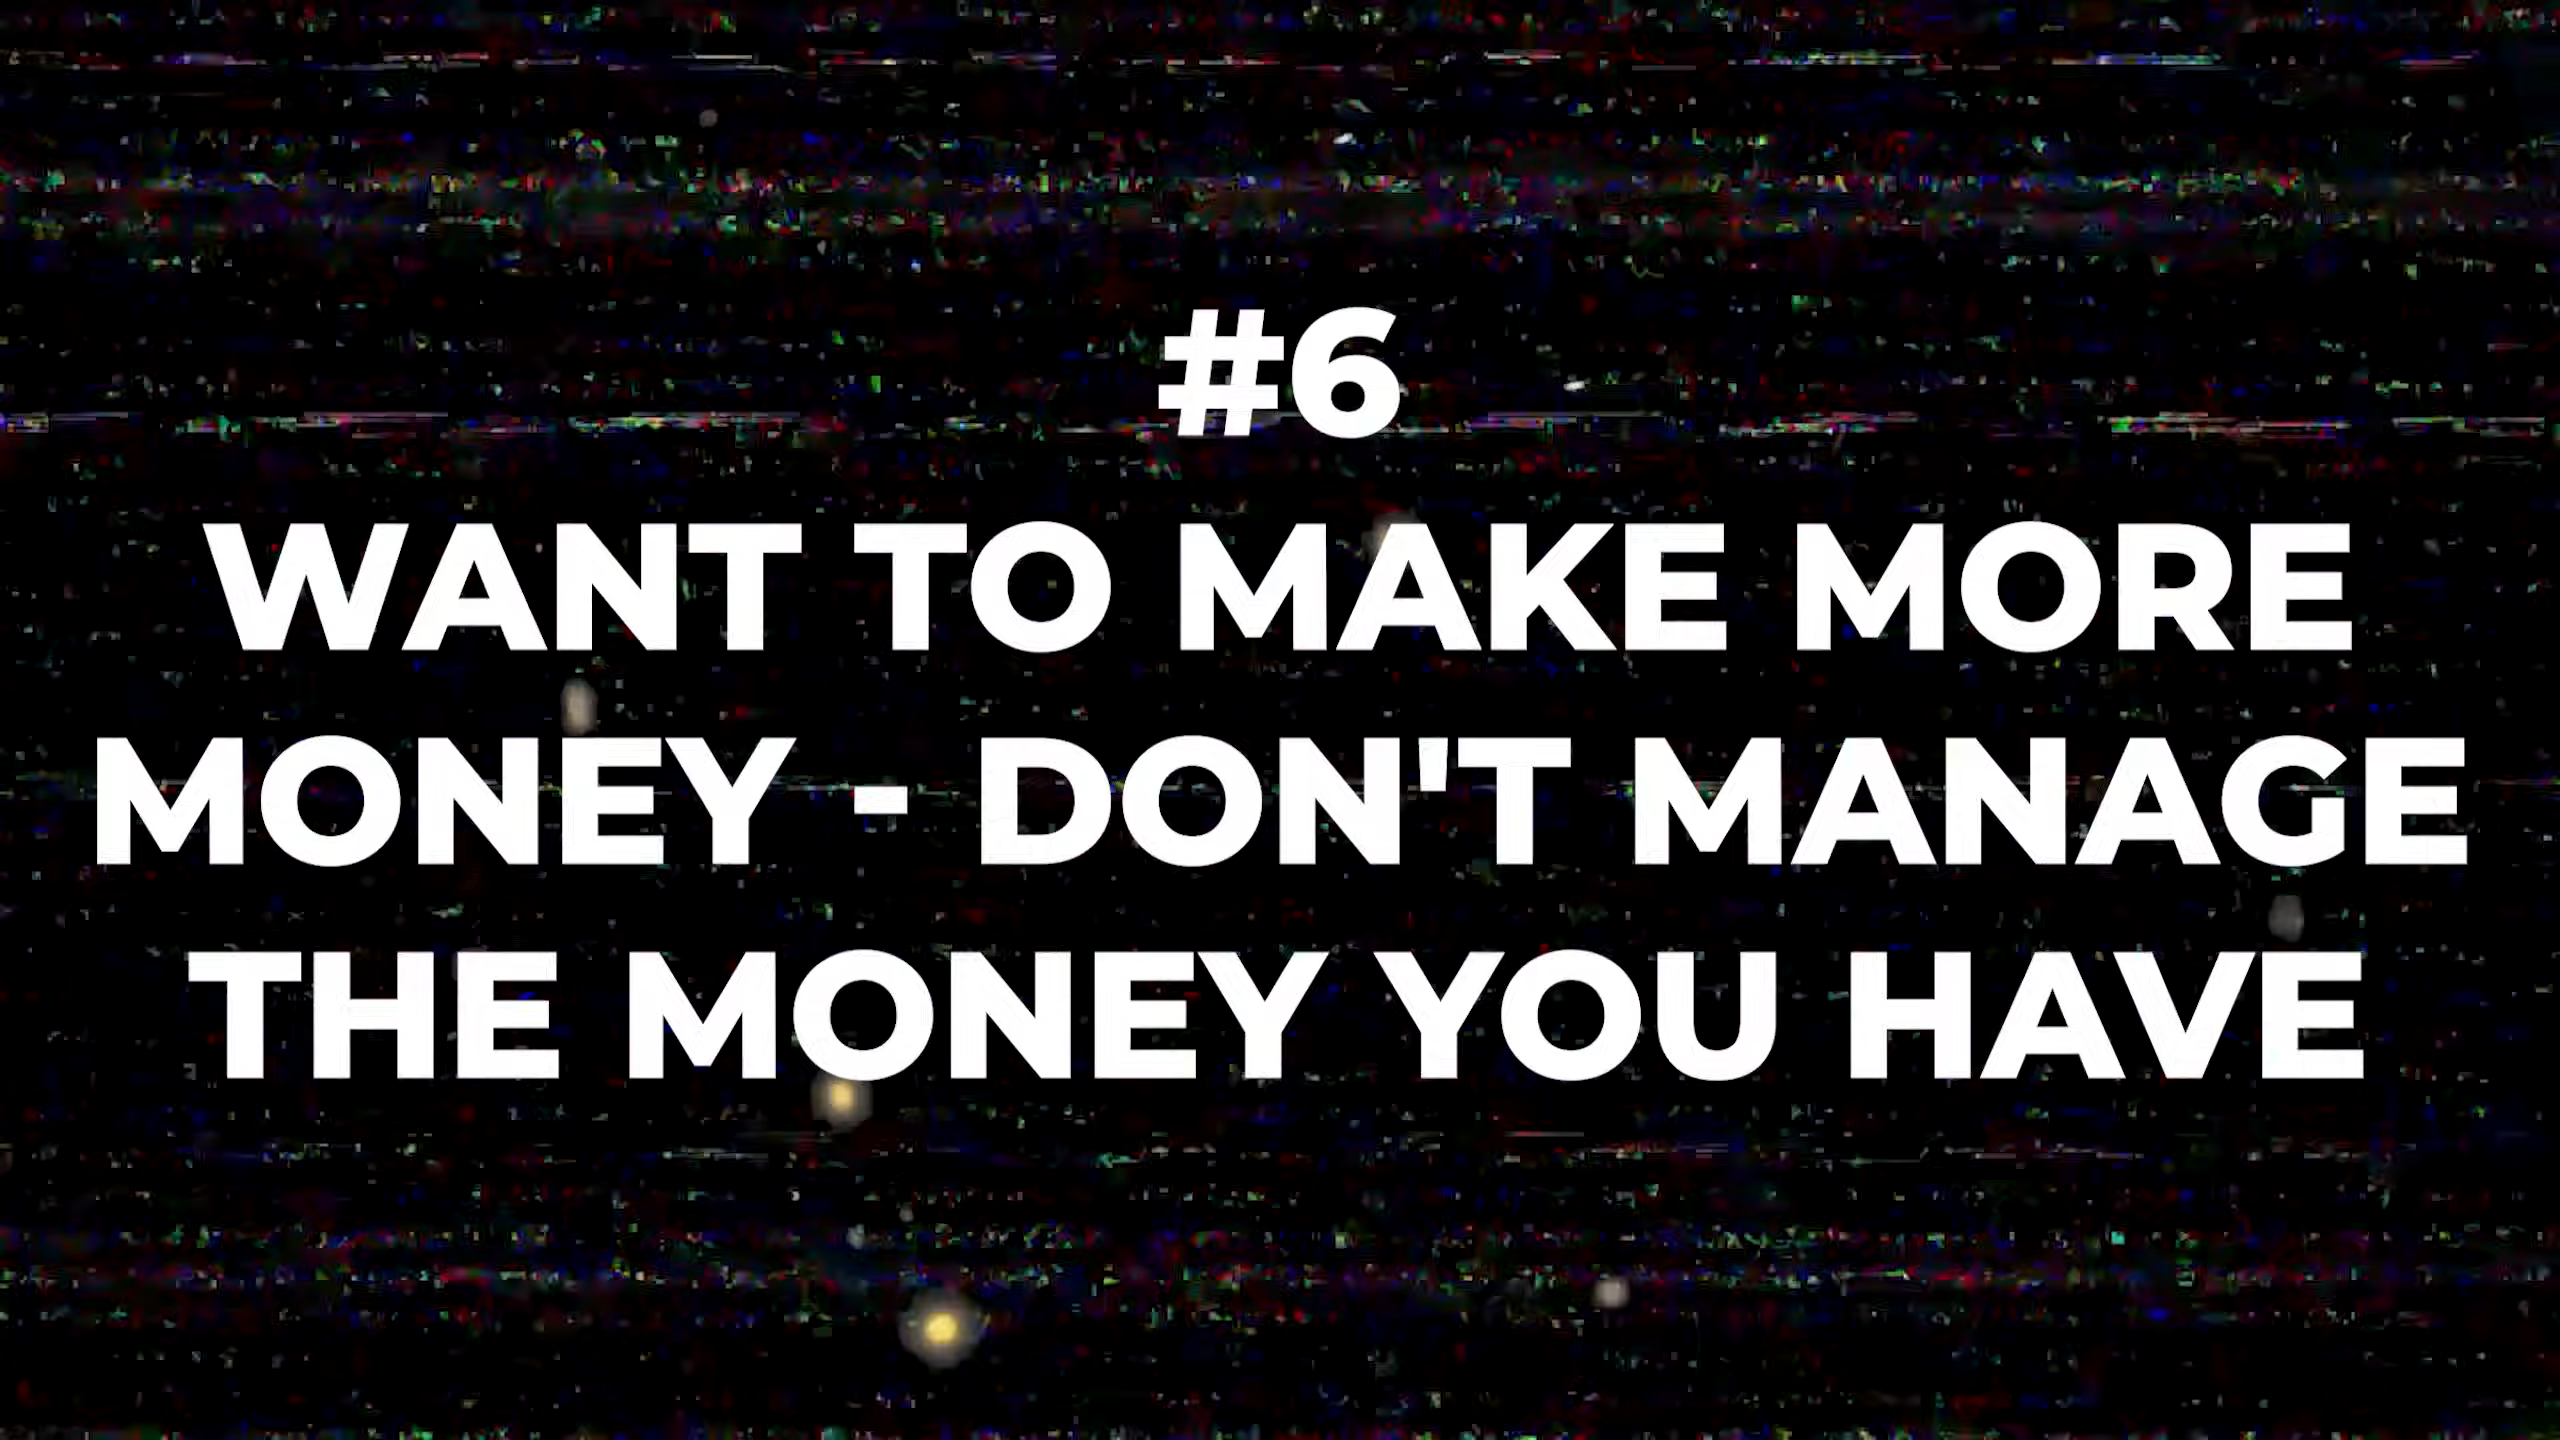 #6
WANT TO MAKE MORE
MONEY - DON'T MANAGE
THE MONEY YOU HAVE